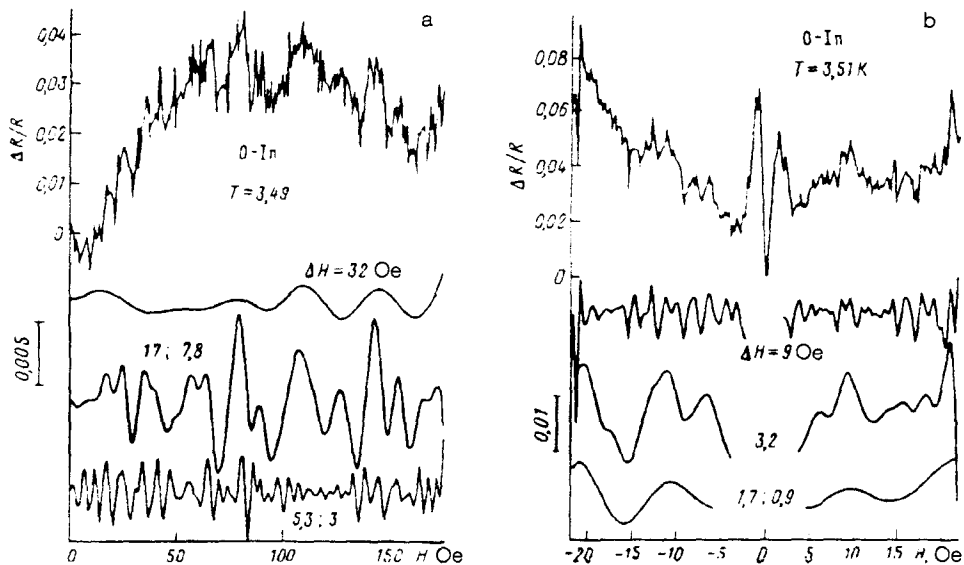 a
0,04
0,03
0,02
0,01
0
ΔR/R
0-In
T = 3,49
ΔH = 32 Oe
17 ; 7,8
0,005
5,3 ; 3
0 50 100 150 H Oe
b
0-In
T = 3,51 K
0,08
0,06
0,04
0,02
0
ΔR/R
ΔH = 9 Oe
0,01
3,2
1,7 ; 0,9
-20 -15 -10 -5 0 5 10 15 H, Oe